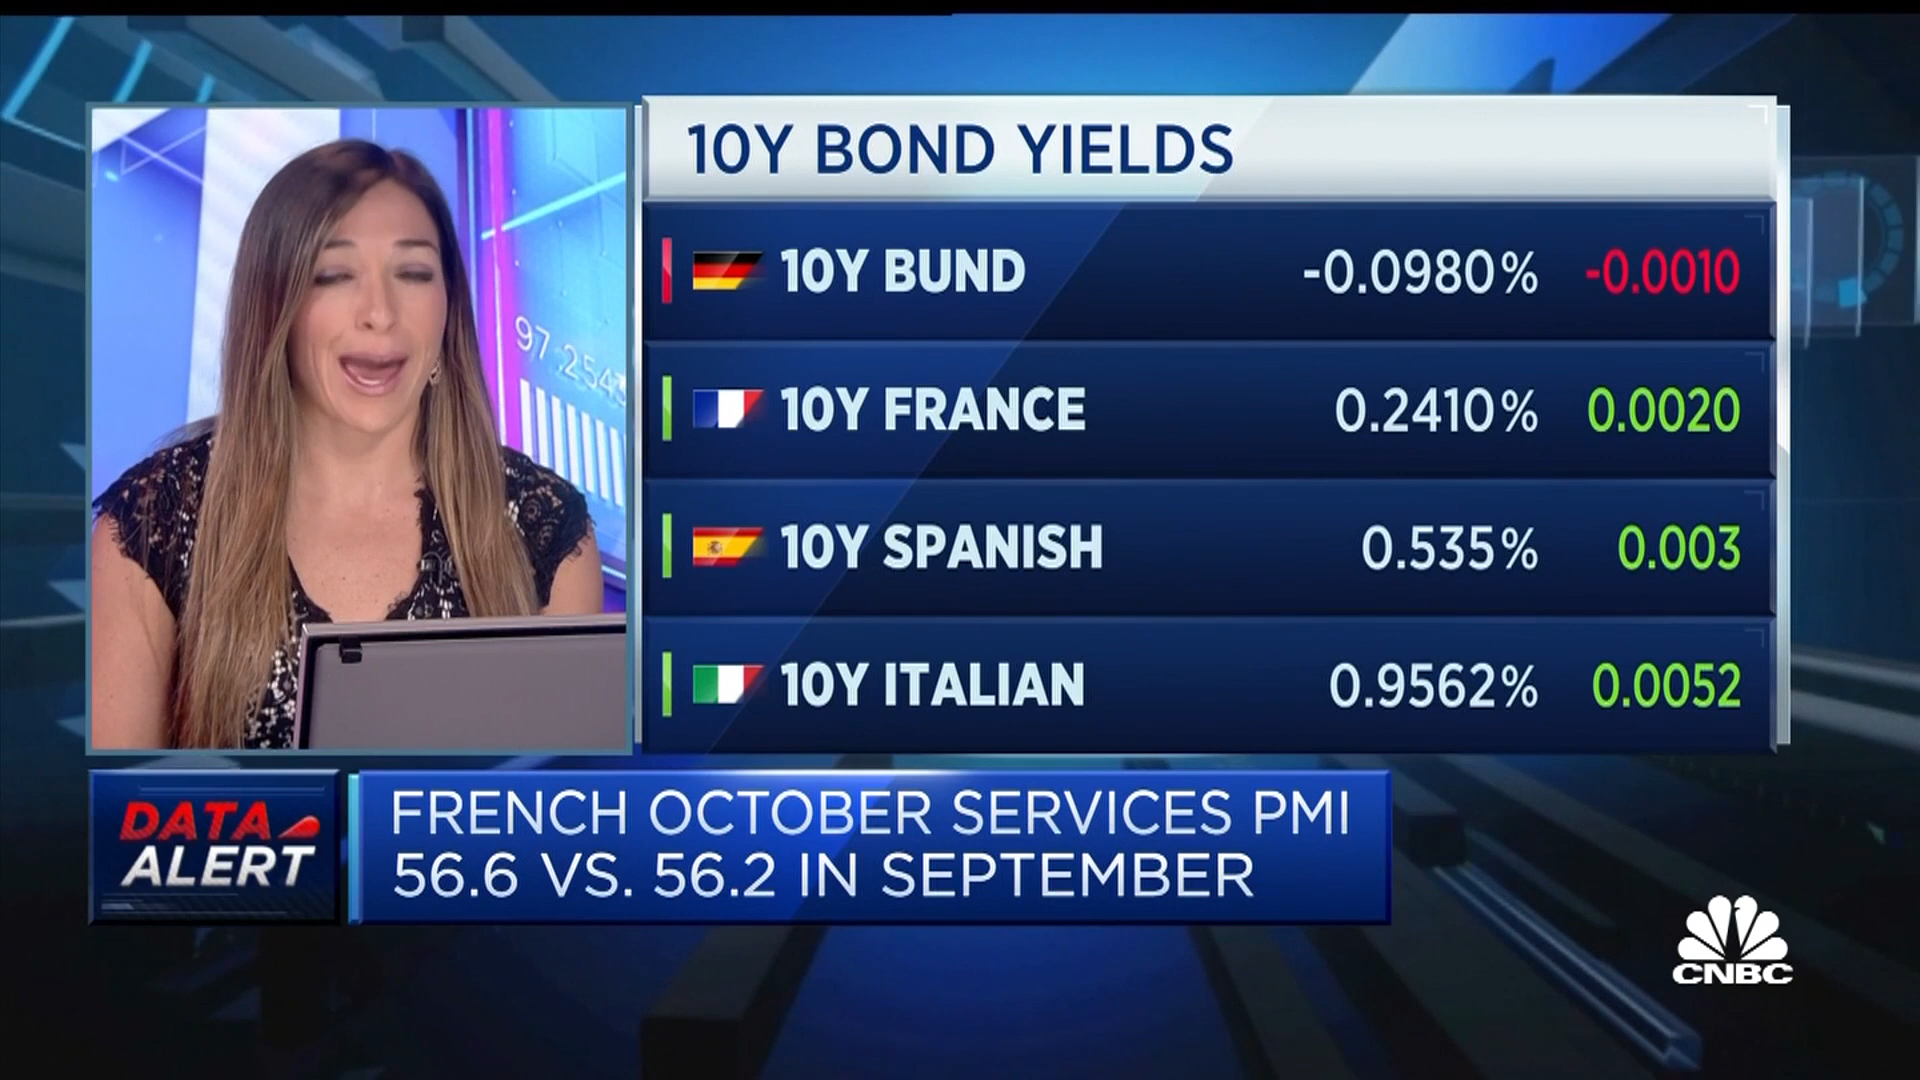 10Y BOND YIELDS
10Y BUND -0.0980% -0.0010
10Y FRANCE 0.2410% 0.0020
10Y SPANISH 0.535% 0.003
10Y ITALIAN 0.9562% 0.0052
97.254
DATA
ALERT
FRENCH OCTOBER SERVICES PMI
56.6 VS. 56.2 IN SEPTEMBER
CNBC